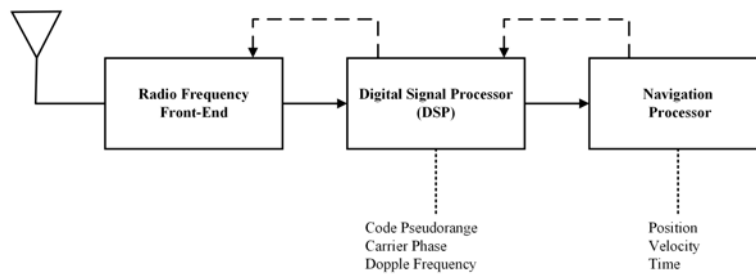 Radio Frequency
Front-End
Digital Signal Processor
(DSP)
Navigation
Processor
Code Pseudorange
Carrier Phase
Dopple Frequency
Position
Velocity
Time